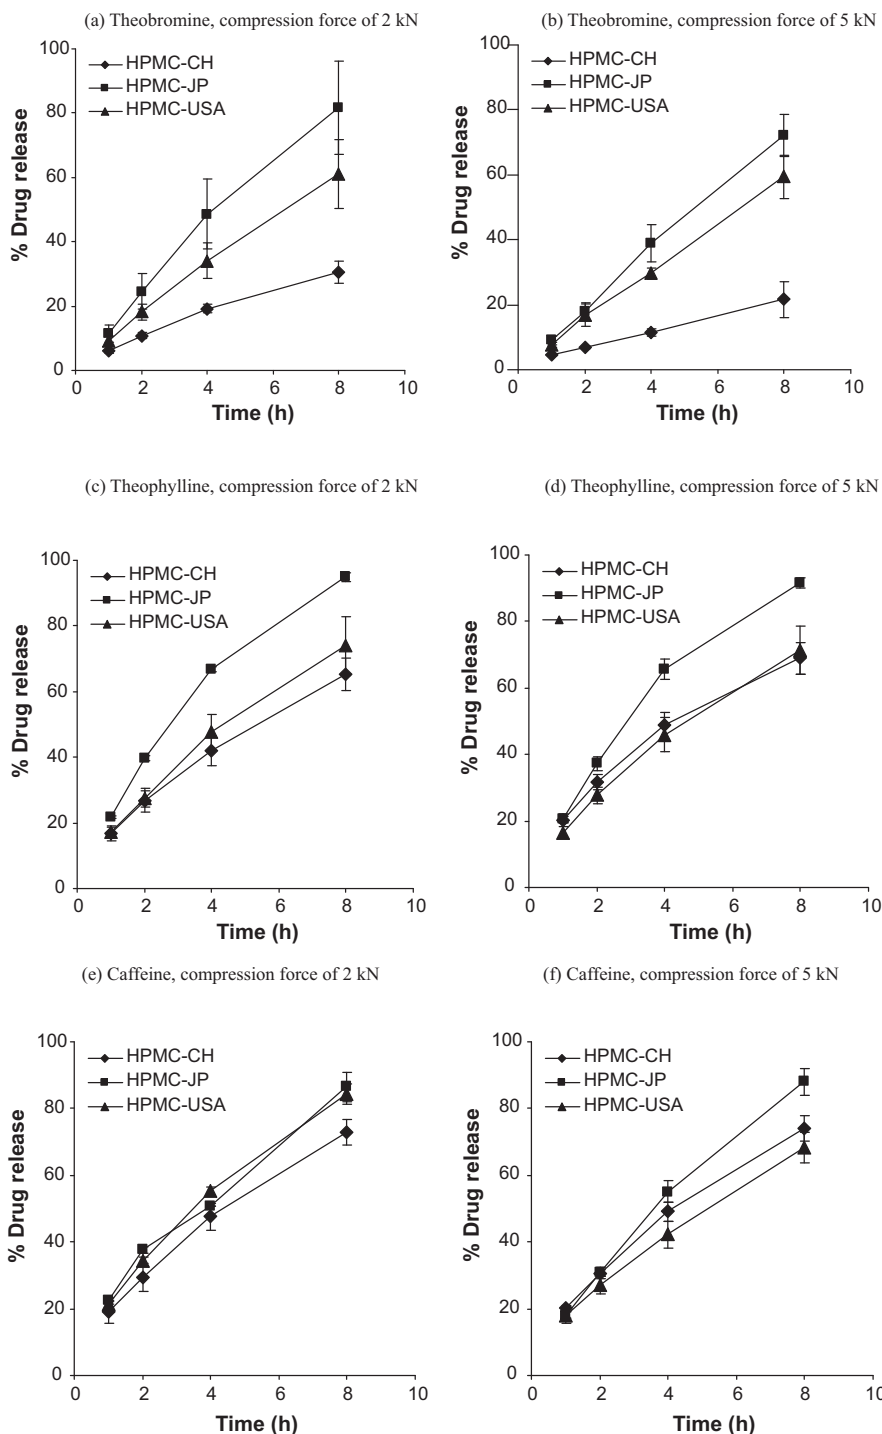 (a) Theobromine, compression force of 2 kN
100
80
60
40
20
0
% Drug release
HPMC-CH
HPMC-JP
HPMC-USA
0 2 4 6 8 10
Time (h)
(b) Theobromine, compression force of 5 kN
100
80
60
40
20
0
% Drug release
HPMC-CH
HPMC-JP
HPMC-USA
0 2 4 6 8 10
Time (h)
(c) Theophylline, compression force of 2 kN
100
80
60
40
20
0
% Drug release
HPMC-CH
HPMC-JP
HPMC-USA
0 2 4 6 8 10
Time (h)
(d) Theophylline, compression force of 5 kN
100
80
60
40
20
0
% Drug release
HPMC-CH
HPMC-JP
HPMC-USA
0 2 4 6 8 10
Time (h)
(e) Caffeine, compression force of 2 kN
100
80
60
40
20
0
% Drug release
HPMC-CH
HPMC-JP
HPMC-USA
0 2 4 6 8 10
Time (h)
(f) Caffeine, compression force of 5 kN
100
80
60
40
20
0
% Drug release
HPMC-CH
HPMC-JP
HPMC-USA
0 2 4 6 8 10
Time (h)